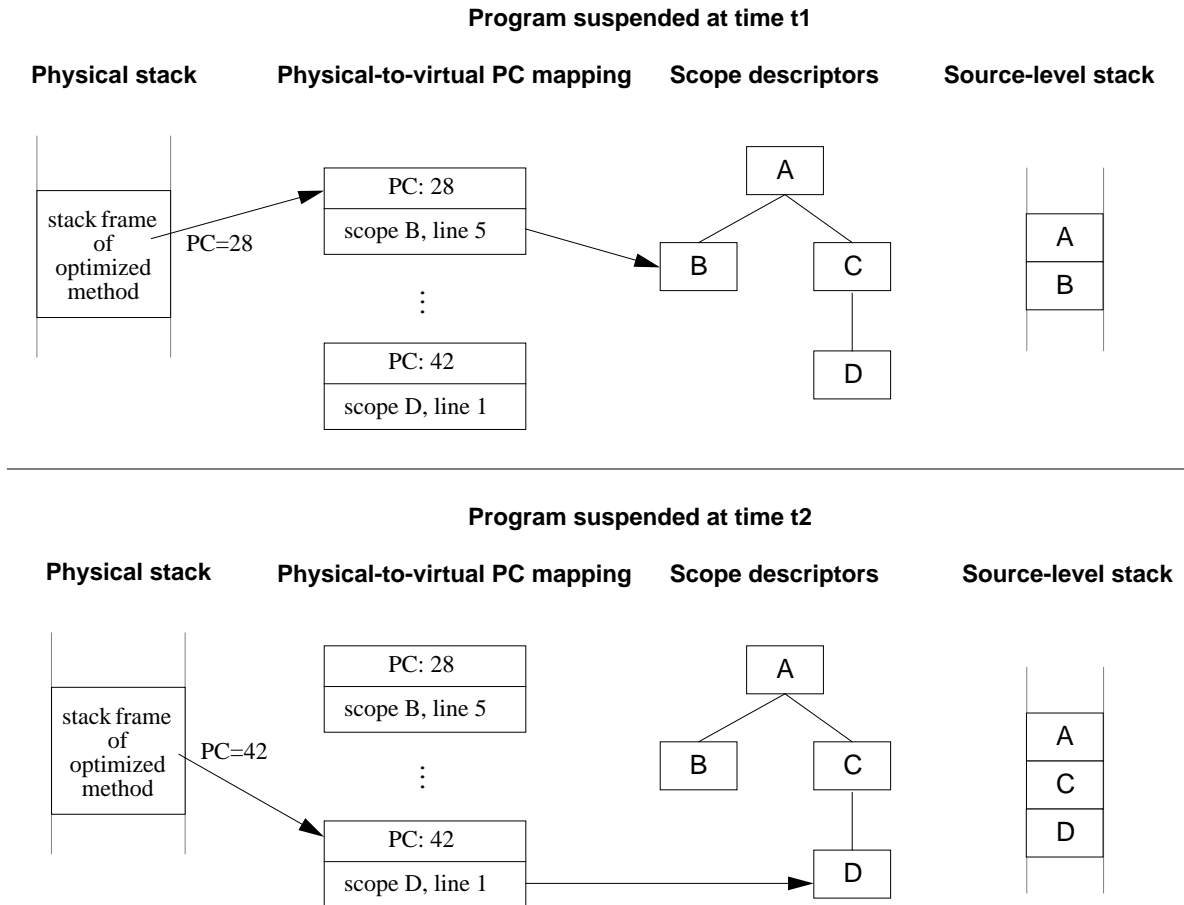 Program suspended at time t1
Physical stack
Physical-to-virtual PC mapping
Scope descriptors
Source-level stack
stack frame
of
optimized
method
PC=28
PC: 28
scope B, line 5
⋮
PC: 42
scope D, line 1
A
B
C
D
A
B
Program suspended at time t2
Physical stack
Physical-to-virtual PC mapping
Scope descriptors
Source-level stack
stack frame
of
optimized
method
PC=42
PC: 28
scope B, line 5
⋮
PC: 42
scope D, line 1
A
B
C
D
A
C
D